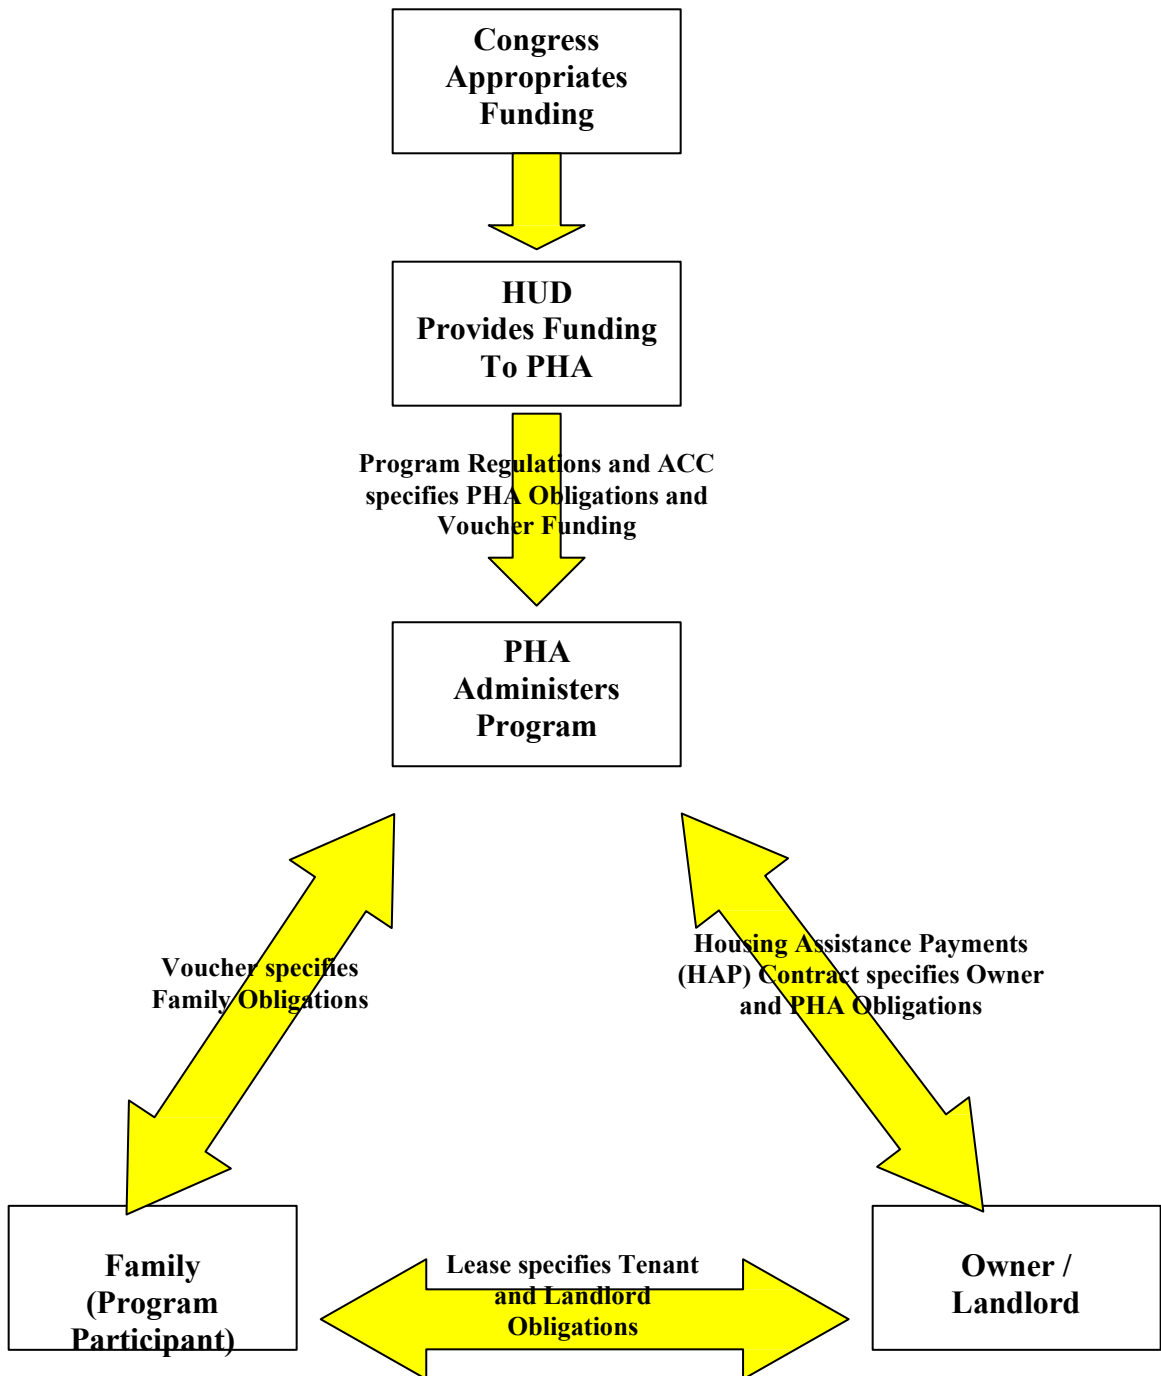 Congress
Appropriates
Funding
HUD
Provides Funding
To PHA
Program Regulations and ACC
specifies PHA Obligations and
Voucher Funding
PHA
Administers
Program
Voucher specifies
Family Obligations
Housing Assistance Payments
(HAP) Contract specifies Owner
and PHA Obligations
Family
(Program
Participant)
Lease specifies Tenant
and Landlord
Obligations
Owner /
Landlord